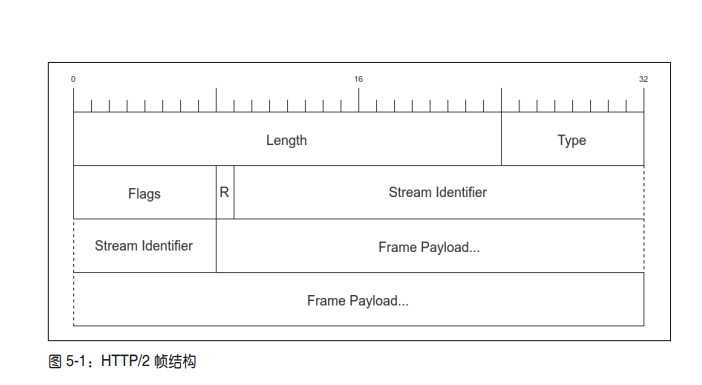 0 16 32
Length Type
Flags R Stream Identifier
Stream Identifier Frame Payload...
Frame Payload...
图 5-1：HTTP/2 帧结构